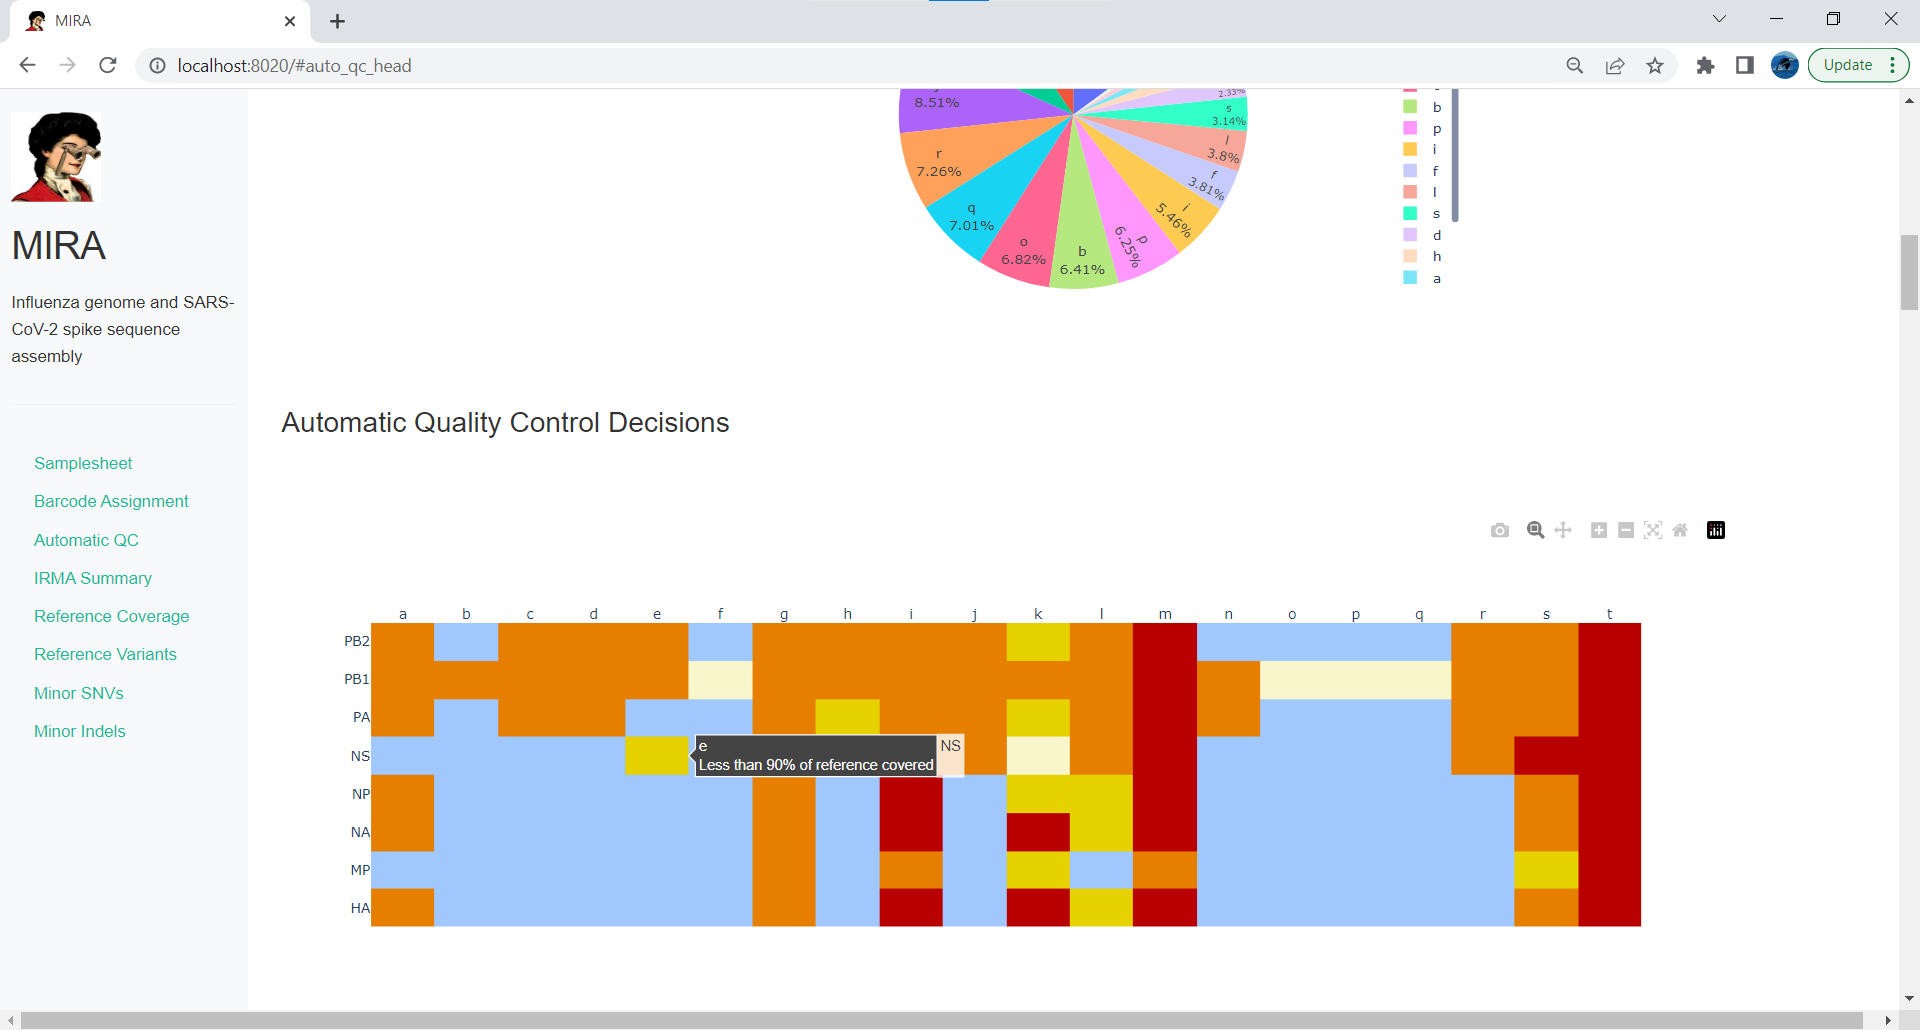 MIRA
localhost:8020/#auto_qc_head
Update
MIRA
Influenza genome and SARS-
CoV-2 spike sequence
assembly
Samplesheet
Barcode Assignment
Automatic QC
IRMA Summary
Reference Coverage
Reference Variants
Minor SNVs
Minor Indels
8.51%
r
7.26%
q
7.01%
o
6.82%
b
6.41%
p
6.25%
i
5.46%
f
3.81%
l
3.8%
s
3.14%
2.33%
b
p
i
f
l
s
d
h
a
Automatic Quality Control Decisions
a b c d e f g h i j k l m n o p q r s t
PB2
PB1
PA
NS
NP
NA
MP
HA
e
Less than 90% of reference covered
NS